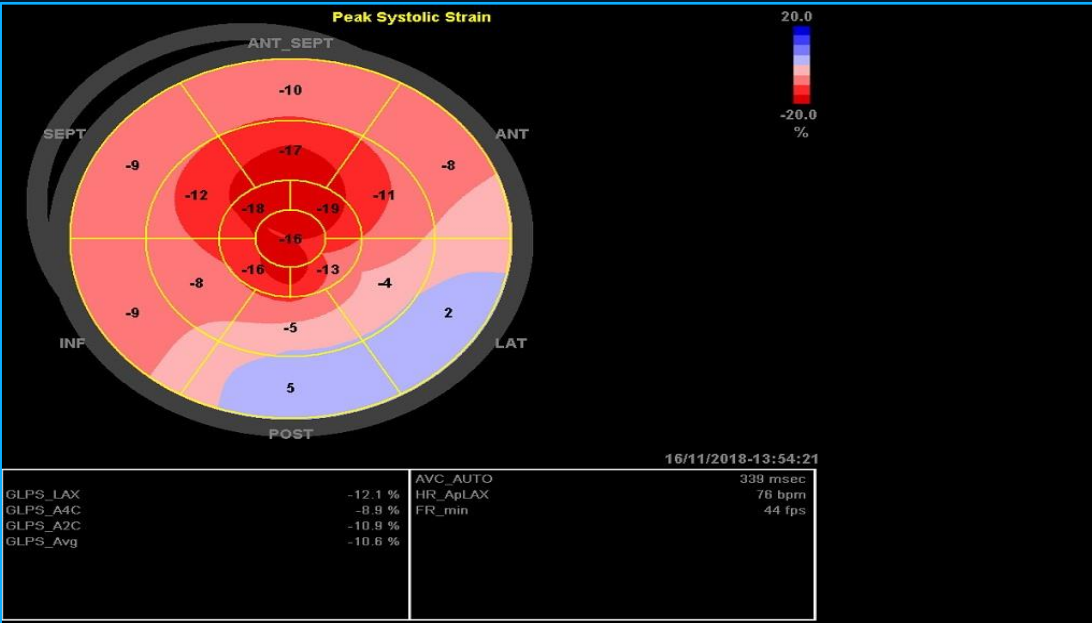 Peak Systolic Strain
20.0
-20.0
%
ANT_SEPT
-10
SEPT
ANT
-17
-9
-8
-12
-11
-18
-19
-16
-16
-13
-8
-4
-9
2
-5
INF
LAT
5
POST
16/11/2018-13:54:21
GLPS_LAX -12.1 %
GLPS_A4C -8.9 %
GLPS_A2C -10.9 %
GLPS_Avg -10.6 %
AVC_AUTO 339 msec
HR_ApLAX 76 bpm
FR_min 44 fps